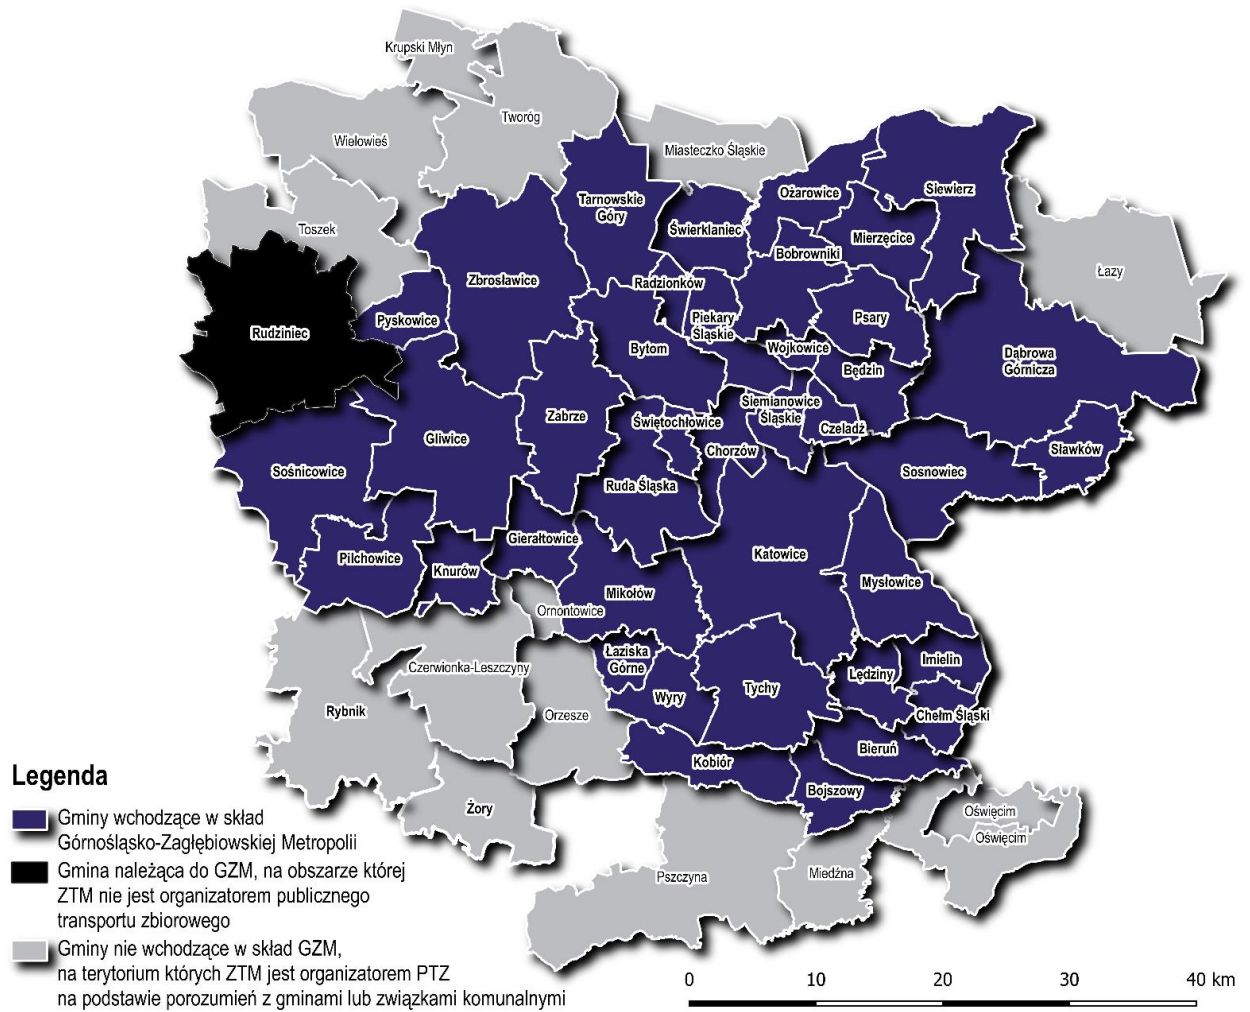 Krupski Młyn
Tworóg
Wielowieś
Miasteczko Śląskie
Tarnowskie
Góry
Ożarowice
Siewierz
Toszek
Świerklaniec
Mierzęcice
Bobrowniki
Łazy
Zbrosławice
Radzionków
Pyskowice
Piekary
Śląskie
Psary
Rudziniec
Bytom
Wojkowice
Dąbrowa
Górnicza
Będzin
Zabrze
Świętochłowice
Siemianowice
Śląskie
Czeladź
Gliwice
Chorzów
Sławków
Sośnicowice
Ruda Śląska
Sosnowiec
Gierałtowice
Pilchowice
Knurów
Katowice
Mysłowice
Mikołów
Ornontowice
Łaziska
Górne
Imielin
Czerwionka-Leszczyny
Lędziny
Wyry
Tychy
Rybnik
Orzesze
Chełm Śląski
Bieruń
Kobiór
Bojszowy
Żory
Oświęcim
Oświęcim
Pszczyna
Miedźna
Legenda
Gminy wchodzące w skład
Górnośląsko-Zagłębiowskiej Metropolii
Gmina należąca do GZM, na obszarze której
ZTM nie jest organizatorem publicznego
transportu zbiorowego
Gminy nie wchodzące w skład GZM,
na terytorium których ZTM jest organizatorem PTZ
na podstawie porozumień z gminami lub związkami komunalnymi
0 10 20 30 40 km